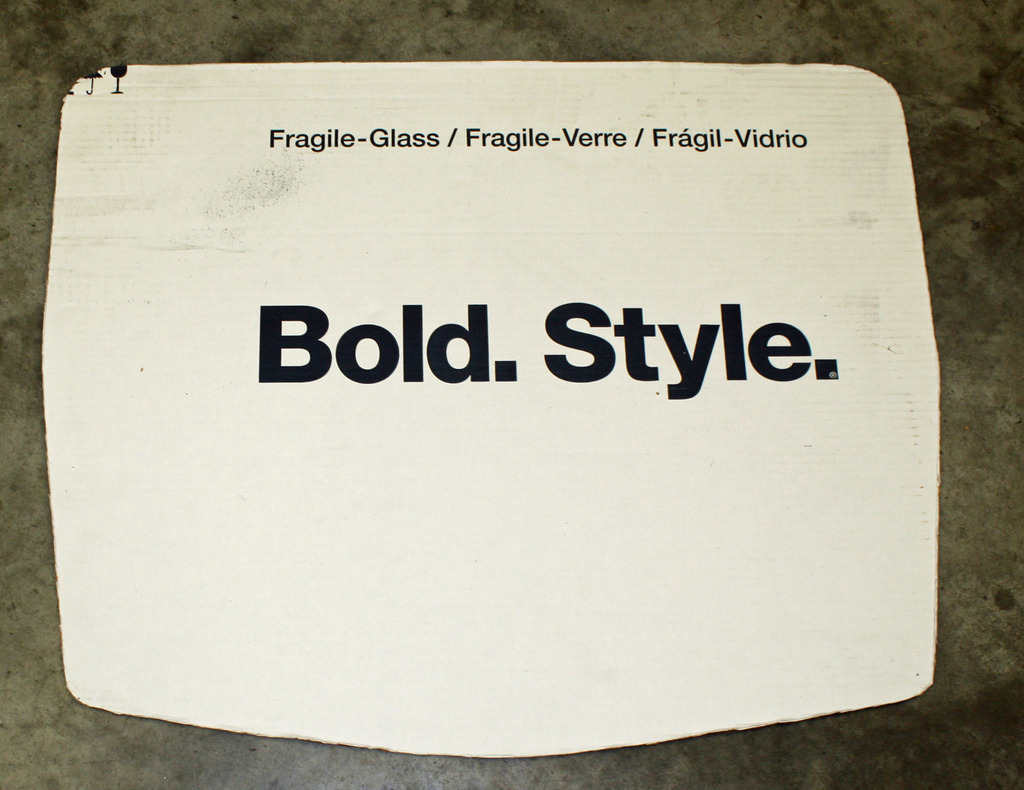 Fragile-Glass / Fragile-Verre / Frágil-Vidrio
Bold. Style.®